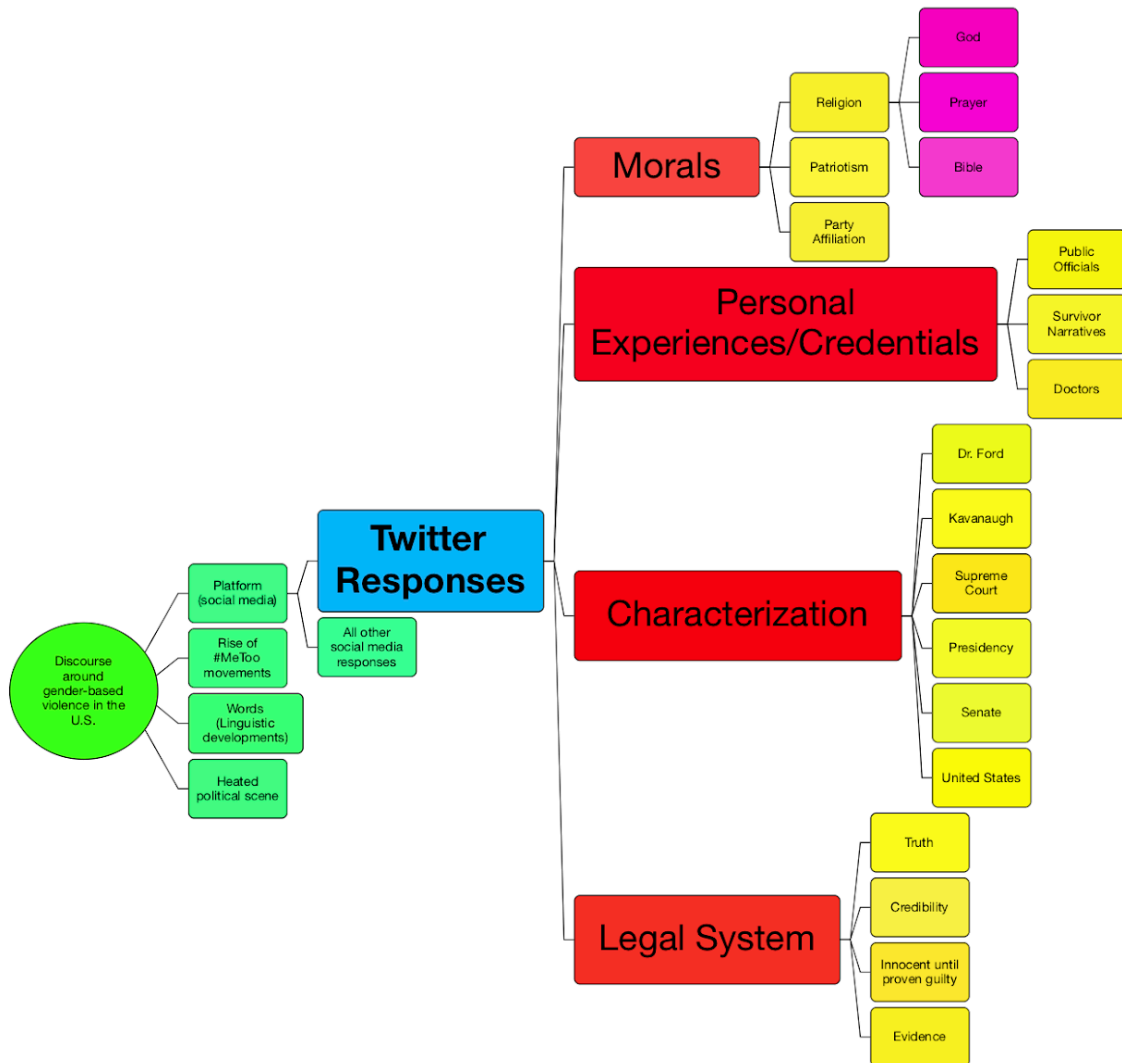 Discourse
around
gender-based
violence in the
U.S.
Platform
(social media)
Rise of
#MeToo
movements
Words
(Linguistic
developments)
Heated
political scene
Twitter
Responses
All other
social media
responses
Morals
Religion
God
Prayer
Bible
Patriotism
Party
Affiliation
Personal
Experiences/Credentials
Public
Officials
Survivor
Narratives
Doctors
Characterization
Dr. Ford
Kavanaugh
Supreme
Court
Presidency
Senate
United States
Legal System
Truth
Credibility
Innocent until
proven guilty
Evidence